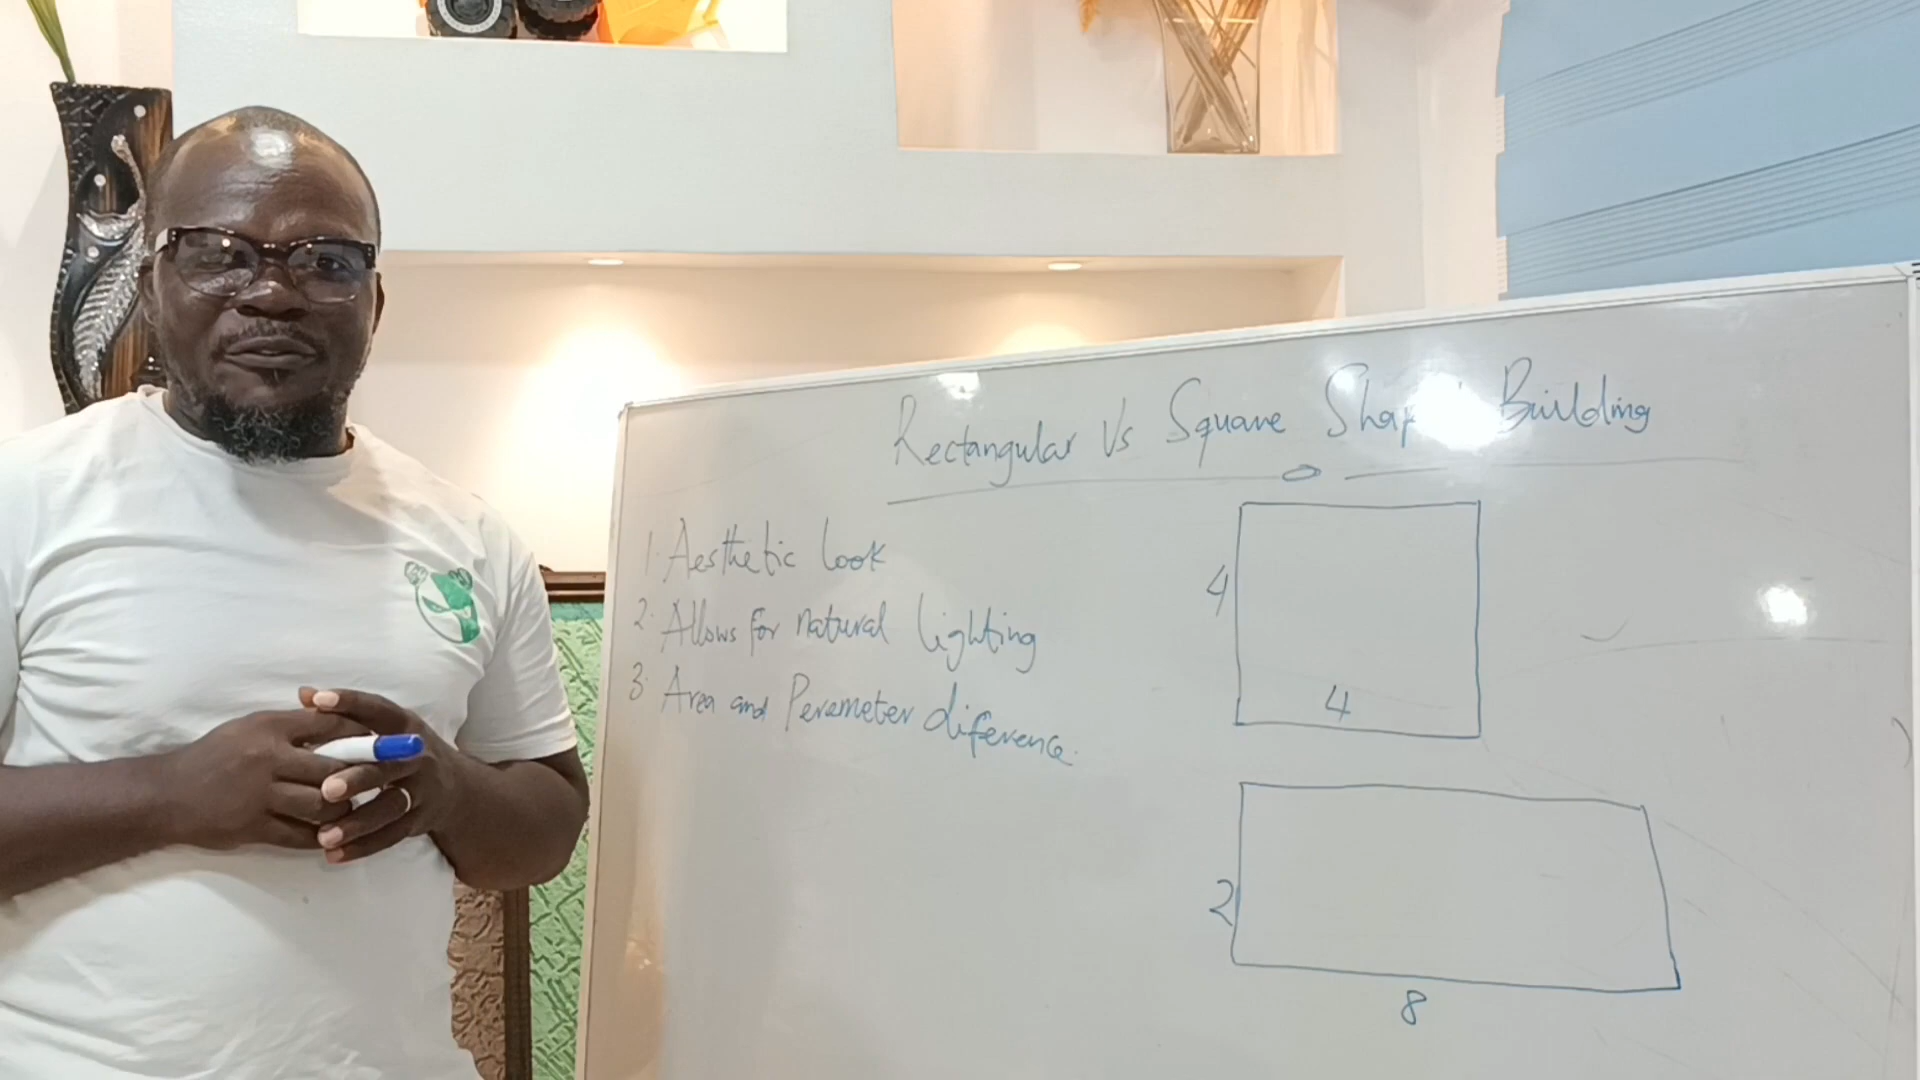 Rectangular Vs Square Building
1. Aesthetic look
2. Allows for natural lighting
3. Area and Perameter diference.
4
4
2
8